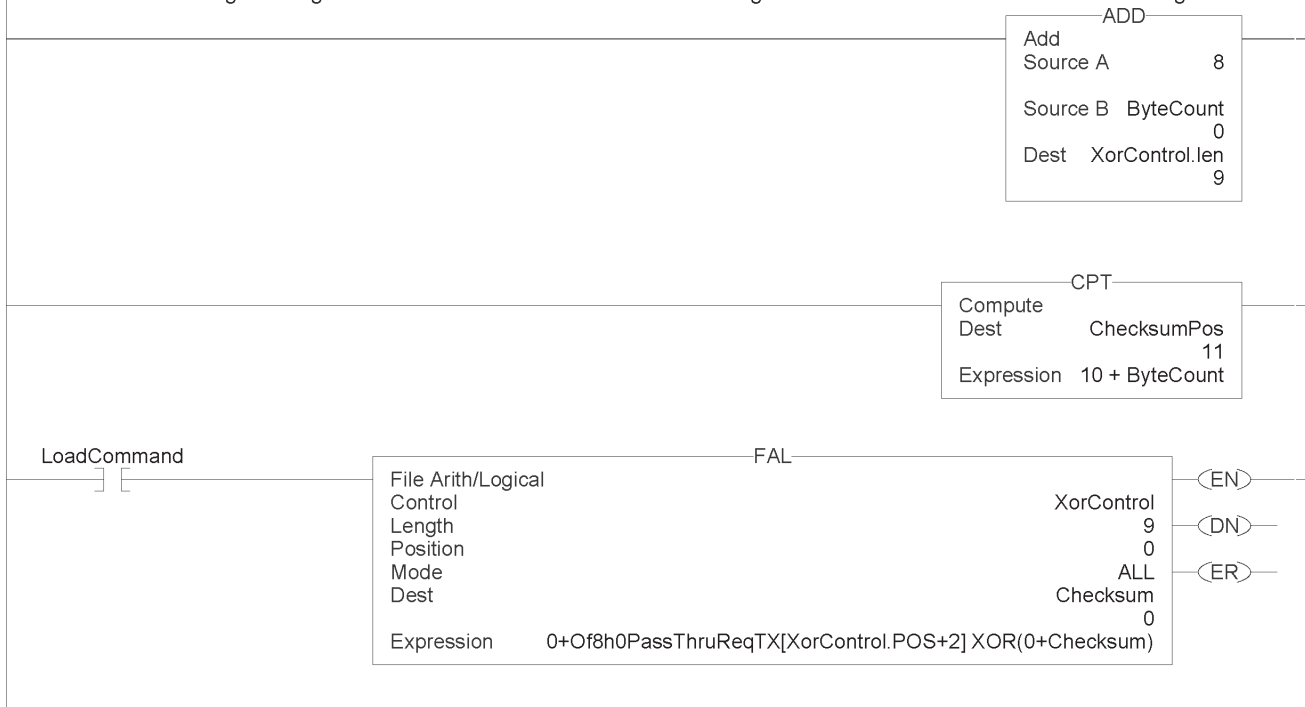 ADD
Add
Source A 8
Source B ByteCount
0
Dest XorControl.len
9
CPT
Compute
Dest ChecksumPos
11
Expression 10 + ByteCount
LoadCommand
FAL
File Arith/Logical
EN
Control XorControl
Length 9
DN
Position 0
Mode ALL
ER
Dest Checksum
0
Expression 0+Of8h0PassThruReqTX[XorControl.POS+2] XOR(0+Checksum)